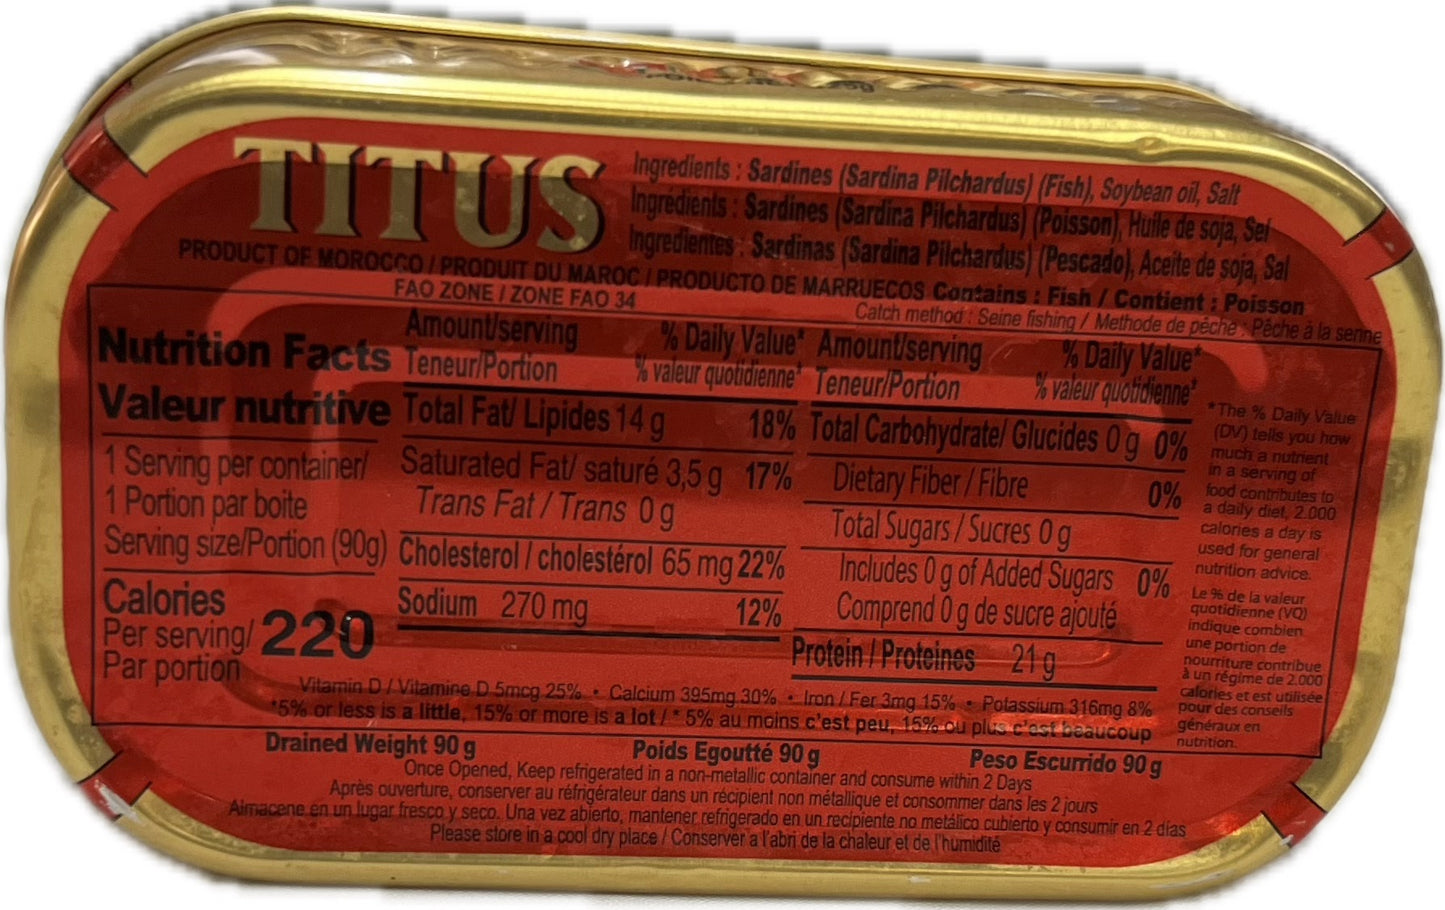 TITUS
Ingredients : Sardines (Sardina Pilchardus) (Fish), Soybean oil, Salt
Ingrédients : Sardines (Sardina Pilchardus) (Poisson), Huile de soja, Sel
Ingredientes : Sardinas (Sardina Pilchardus) (Pescado), Aceite de soja, Sal
PRODUCT OF MOROCCO / PRODUIT DU MAROC / PRODUCTO DE MARRUECOS Contains : Fish / Contient : Poisson
FAO ZONE / ZONE FAO 34
Catch method : Seine fishing / Methode de pêche : Pêche à la senne
Nutrition Facts
Valeur nutritive
1 Serving per container/
1 Portion par boite
Serving size/Portion (90g)
Calories
Per serving/ 220
Par portion
Amount/serving % Daily Value*
Teneur/Portion % valeur quotidienne*
Total Fat/ Lipides 14 g 18%
Saturated Fat/ saturé 3,5 g 17%
Trans Fat / Trans 0 g
Cholesterol / cholestérol 65 mg 22%
Sodium 270 mg 12%
Amount/serving % Daily Value*
Teneur/Portion % valeur quotidienne*
Total Carbohydrate/ Glucides 0 g 0%
Dietary Fiber / Fibre 0%
Total Sugars / Sucres 0 g
Includes 0 g of Added Sugars 0%
Comprend 0 g de sucre ajouté
Protein / Proteines 21 g
*The % Daily Value
(DV) tells you how
much a nutrient
in a serving of
food contributes to
a daily diet, 2.000
calories a day is
used for general
nutrition advice.
Le % de la valeur
quotidienne (VQ)
indique combien
une portion de
nourriture contribue
à un régime de 2.000
calories et est utilisée
pour des conseils
généraux en
nutrition.
Vitamin D / Vitamine D 5mcg 25% • Calcium 395mg 30% • Iron / Fer 3mg 15% • Potassium 316mg 8%
*5% or less is a little, 15% or more is a lot / * 5% au moins c'est peu, 15% ou plus c'est beaucoup
Drained Weight 90 g Poids Egoutté 90 g Peso Escurrido 90 g
Once Opened, Keep refrigerated in a non-metallic container and consume within 2 Days
Après ouverture, conserver au réfrigérateur dans un récipient non métallique et consommer dans les 2 jours
Almacene en un lugar fresco y seco. Una vez abierto, mantener refrigerado en un recipiente no metálico cubierto y consumir en 2 días
Please store in a cool dry place / Conserver a l'abri de la chaleur et de l'humidité